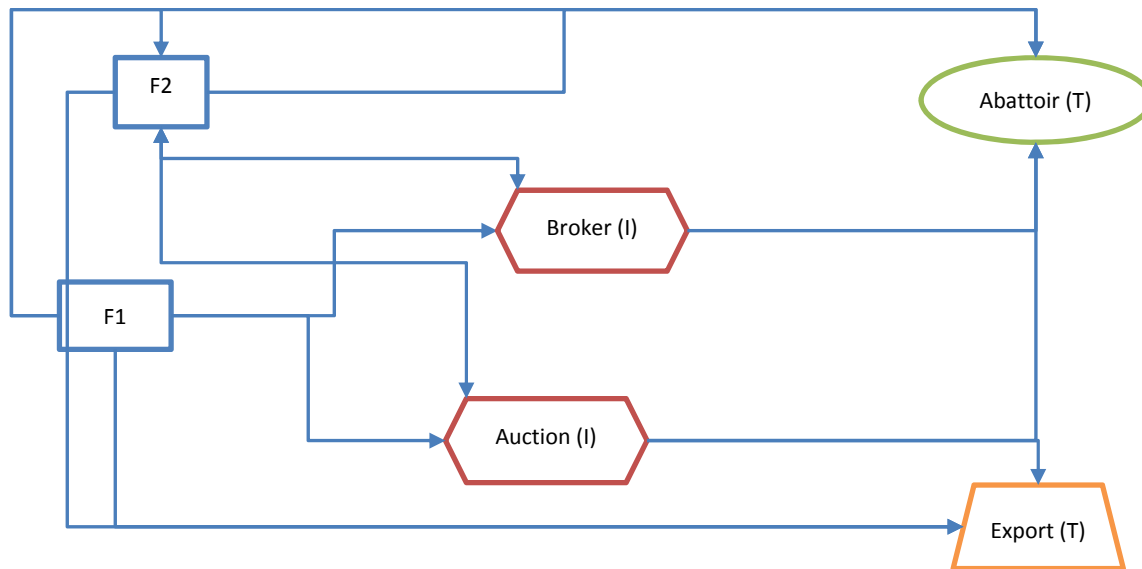 F2
Abattoir (T)
Broker (I)
F1
Auction (I)
Export (T)